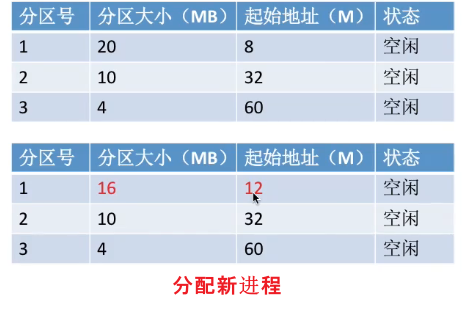 分区号 分区大小（MB） 起始地址（M） 状态
1 20 8 空闲
2 10 32 空闲
3 4 60 空闲
分区号 分区大小（MB） 起始地址（M） 状态
1 16 12 空闲
2 10 32 空闲
3 4 60 空闲
分配新进程